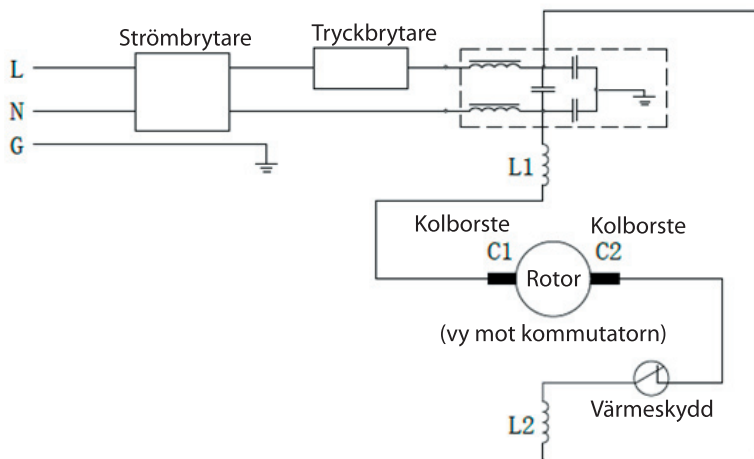 Strömbrytare
Tryckbrytare
L
N
G
L1
Kolborste
Kolborste
C1
C2
Rotor
(vy mot kommutatorn)
Värmeskydd
L2